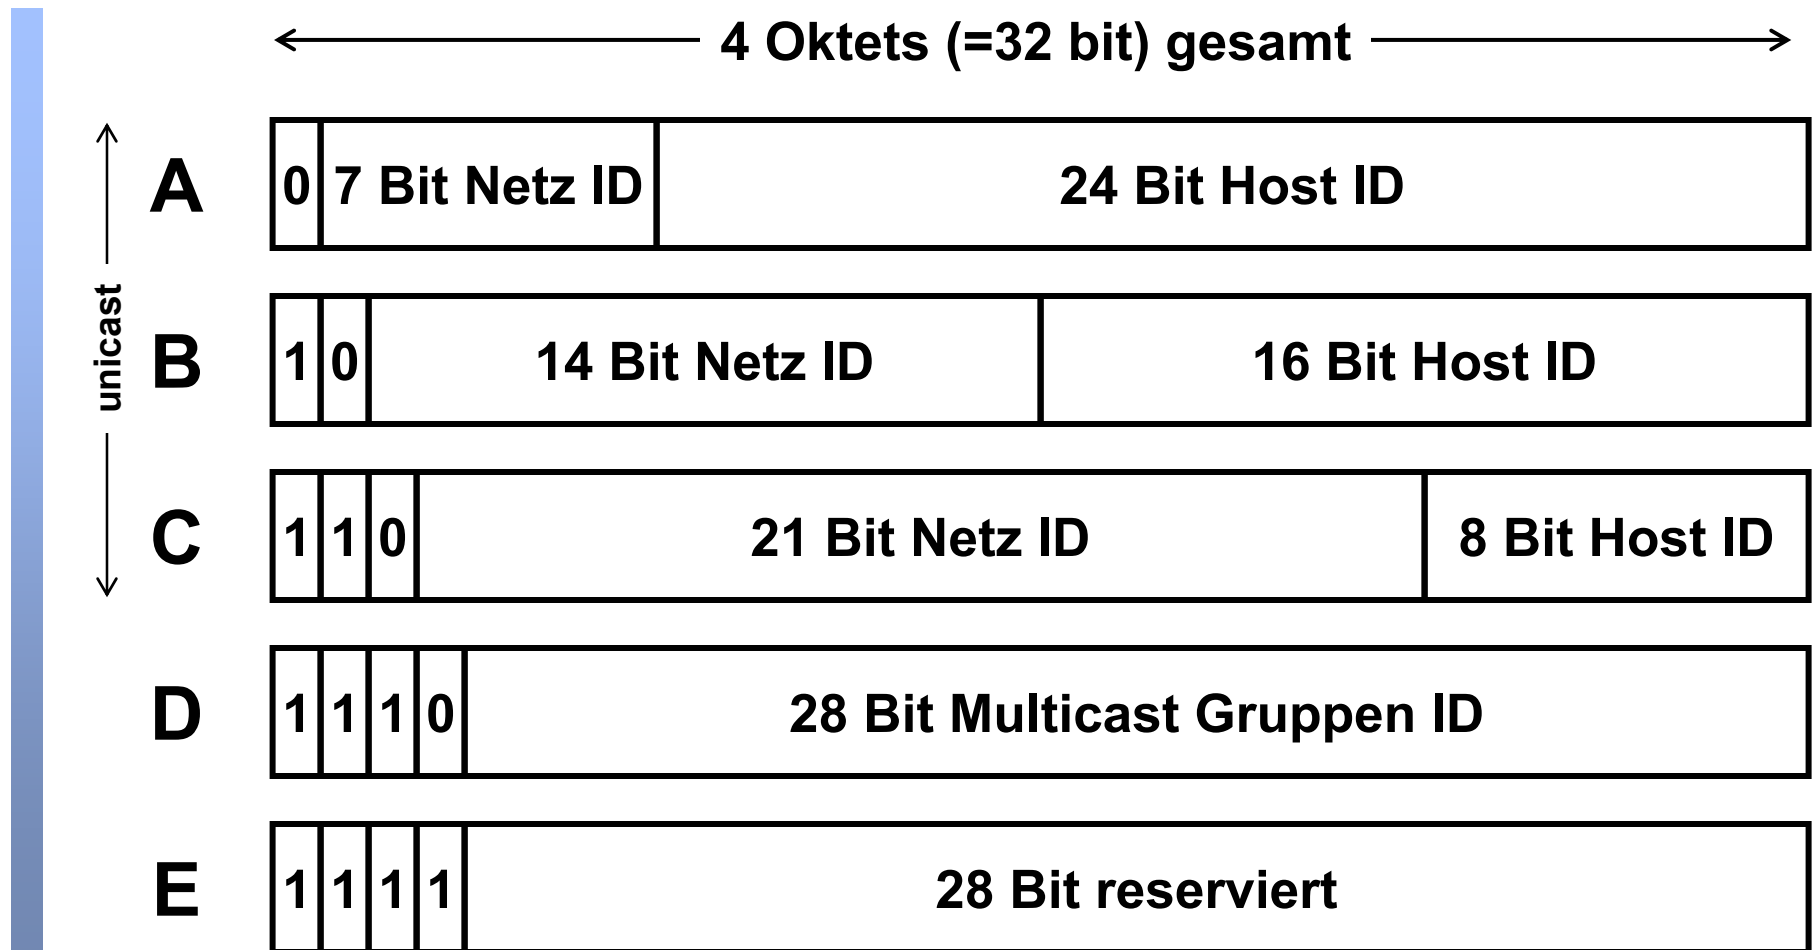 4 Oktets (=32 bit) gesamt
unicast
A 0 7 Bit Netz ID 24 Bit Host ID
B 1 0 14 Bit Netz ID 16 Bit Host ID
C 1 1 0 21 Bit Netz ID 8 Bit Host ID
D 1 1 1 0 28 Bit Multicast Gruppen ID
E 1 1 1 1 28 Bit reserviert